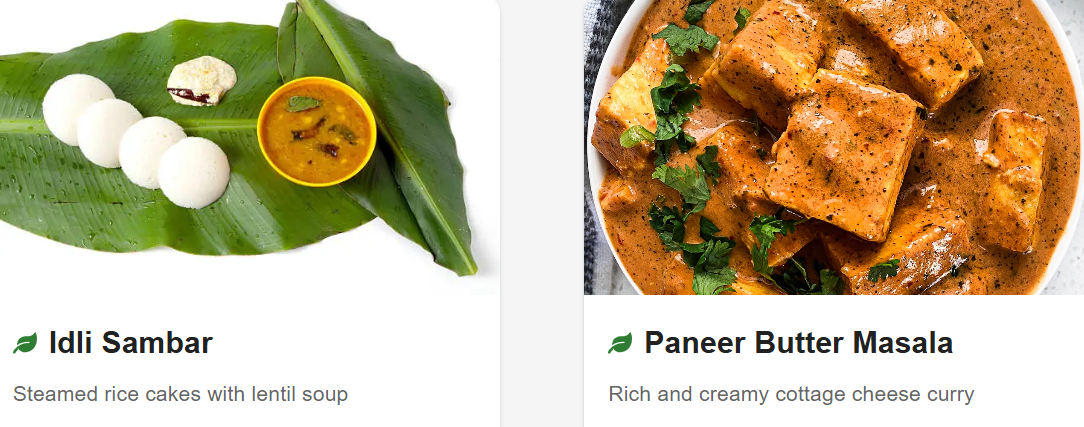 Idli Sambar
Steamed rice cakes with lentil soup
Paneer Butter Masala
Rich and creamy cottage cheese curry